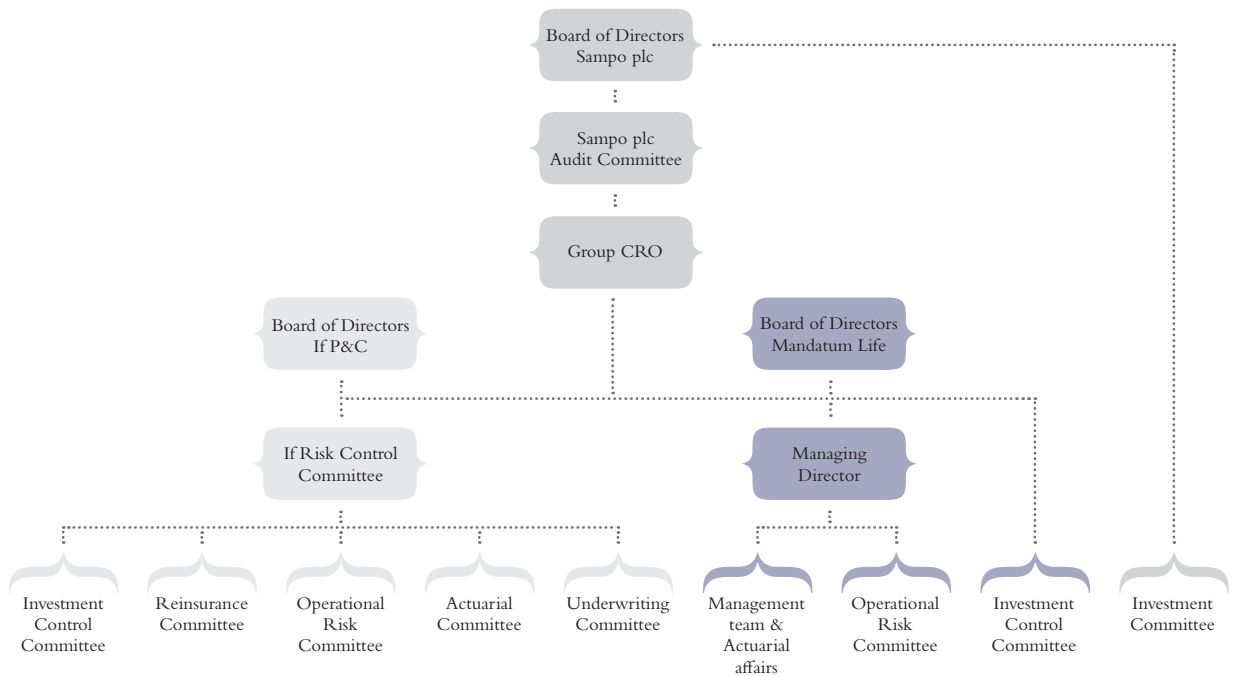 Board of Directors
Sampo plc
Sampo plc
Audit Committee
Group CRO
Board of Directors
If P&C
Board of Directors
Mandatum Life
If Risk Control
Committee
Managing
Director
Investment
Control
Committee
Reinsurance
Committee
Operational
Risk
Committee
Actuarial
Committee
Underwriting
Committee
Management
team &
Actuarial
affairs
Operational
Risk
Committee
Investment
Control
Committee
Investment
Committee